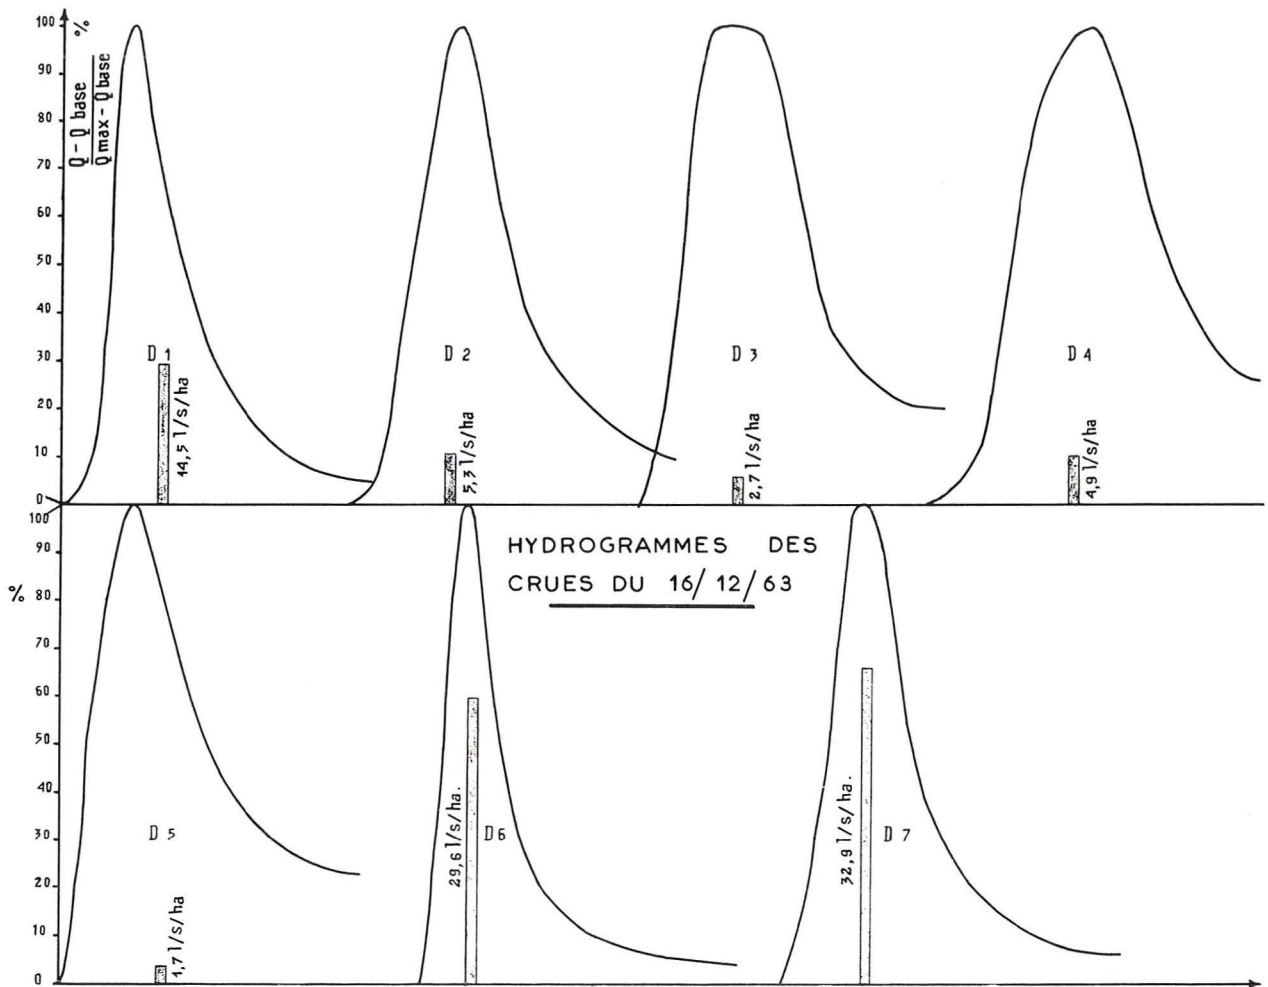 100
%
90
80
70
60
50
40
30
20
10
0
Q - Q base
Q max - Q base
D 1
14,5 l/s/ha
D 2
5,3 l/s/ha
D 3
2,7 l/s/ha
D 4
4,9 l/s/ha
HYDROGRAMMES DES
CRUES DU 16/12/63
100
90
%
80
70
60
50
40
30
20
10
0
D 5
1,7 l/s/ha
29,6 l/s/ha.
D6
32,9 l/s/ha.
D 7